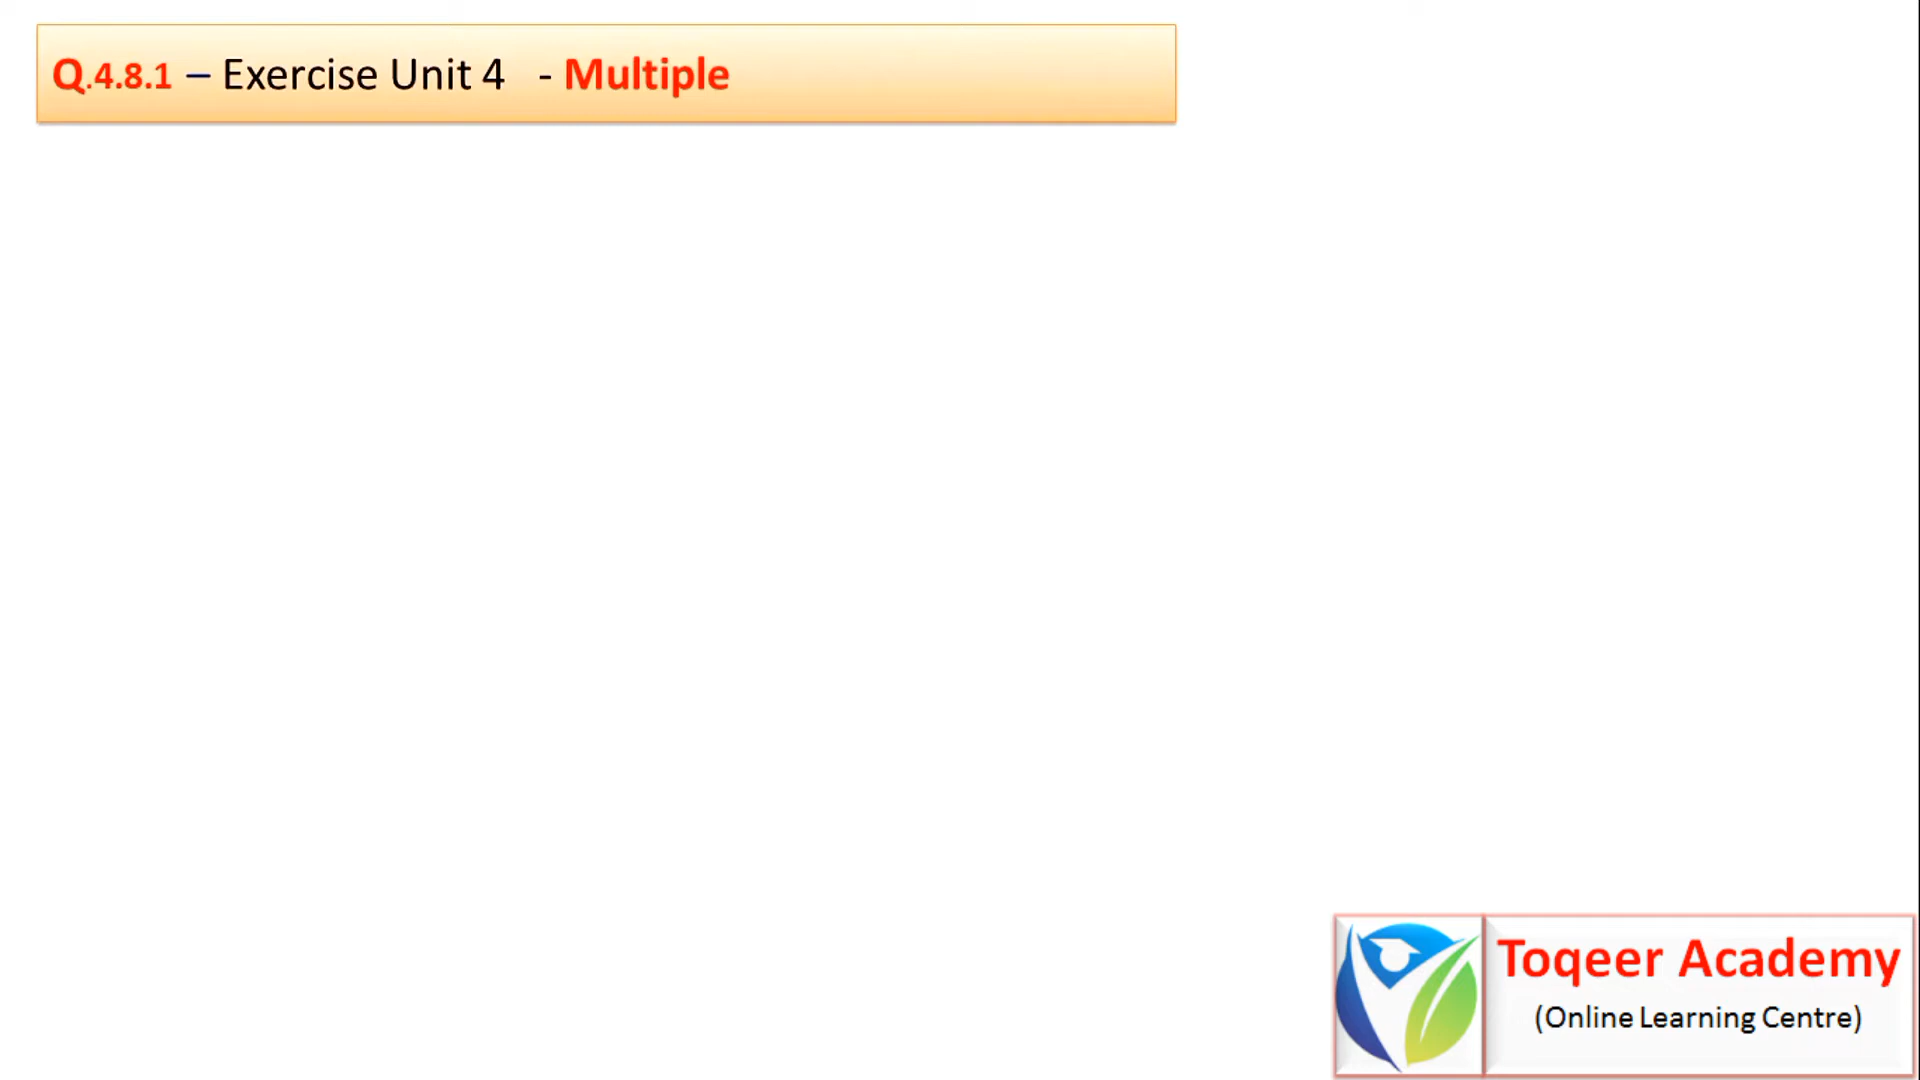 Q.4.8.1 – Exercise Unit 4 - Multiple
Toqeer Academy
(Online Learning Centre)